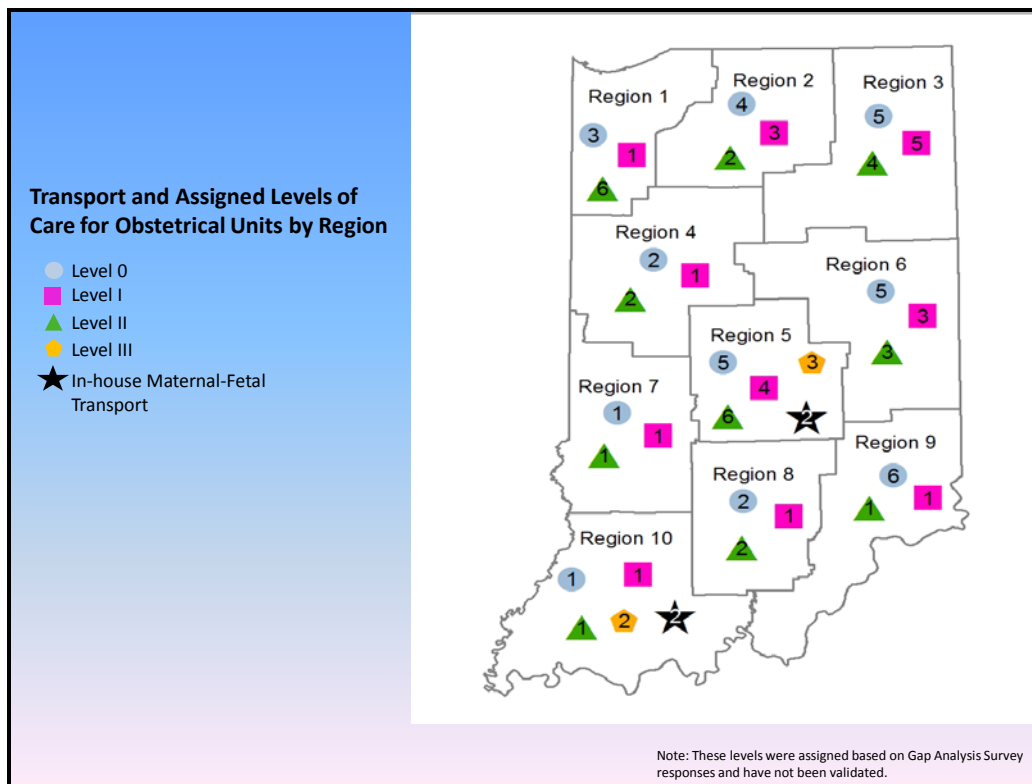 Transport and Assigned Levels of
Care for Obstetrical Units by Region
Level 0
Level I
Level II
Level III
In-house Maternal-Fetal
Transport
Region 1
3
1
6
Region 2
4
3
2
Region 3
5
5
4
Region 4
2
1
2
Region 6
5
3
3
Region 5
5
3
4
6
2
Region 7
1
1
1
Region 8
2
1
2
Region 9
6
1
1
Region 10
1
1
1
2
2
Note: These levels were assigned based on Gap Analysis Survey
responses and have not been validated.